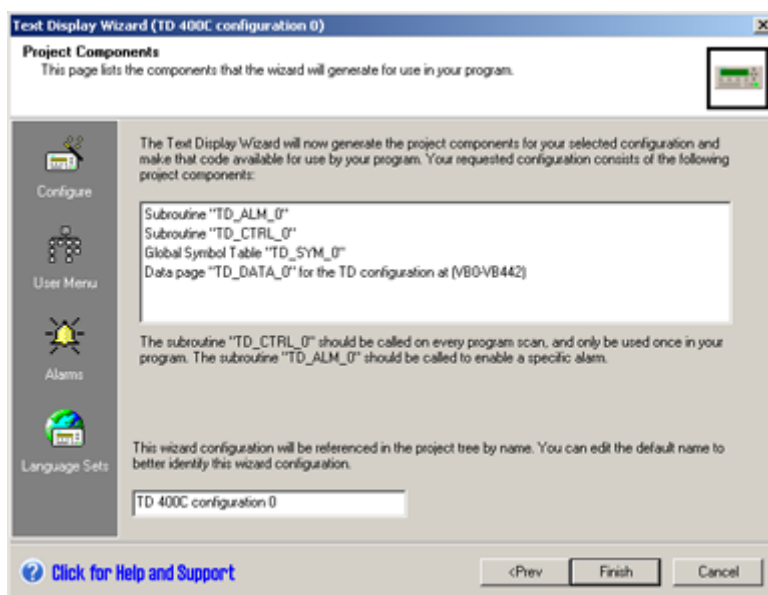 Text Display Wizard (TD 400C configuration 0)
Project Components
This page lists the components that the wizard will generate for use in your program.
Configure
User Menu
Alarms
Language Sets
The Text Display Wizard will now generate the project components for your selected configuration and
make that code available for use by your program. Your requested configuration consists of the following
project components:
Subroutine "TD_ALM_0"
Subroutine "TD_CTRL_0"
Global Symbol Table "TD_SYM_0"
Data page "TD_DATA_0" for the TD configuration at (VB0-VB442)
The subroutine "TD_CTRL_0" should be called on every program scan, and only be used once in your
program. The subroutine "TD_ALM_0" should be called to enable a specific alarm.
This wizard configuration will be referenced in the project tree by name. You can edit the default name to
better identify this wizard configuration.
TD 400C configuration 0
Click for Help and Support
<Prev
Finish
Cancel